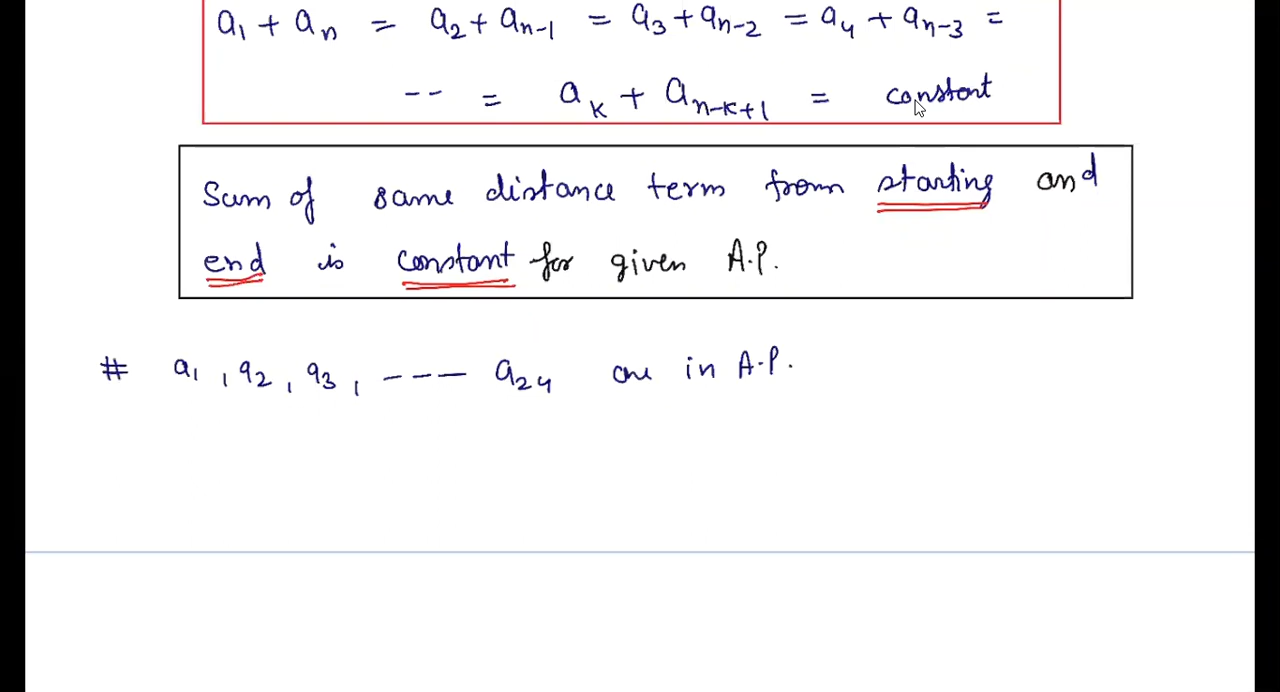 a₁ + aₙ = a₂ + aₙ₋₁ = a₃ + aₙ₋₂ = a₄ + aₙ₋₃ =
-- = aₖ + aₙ₋ₖ₊₁ = constant
Sum of same distance term from starting and
end is constant for given A.P.
# a₁, a₂, a₃, ---- a₂₄ are in A.P.